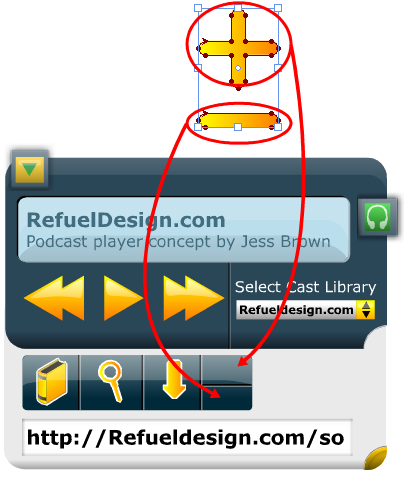 RefuelDesign.com
Podcast player concept by Jess Brown
Select Cast Library
Refueldesign.com
http://Refueldesign.com/so